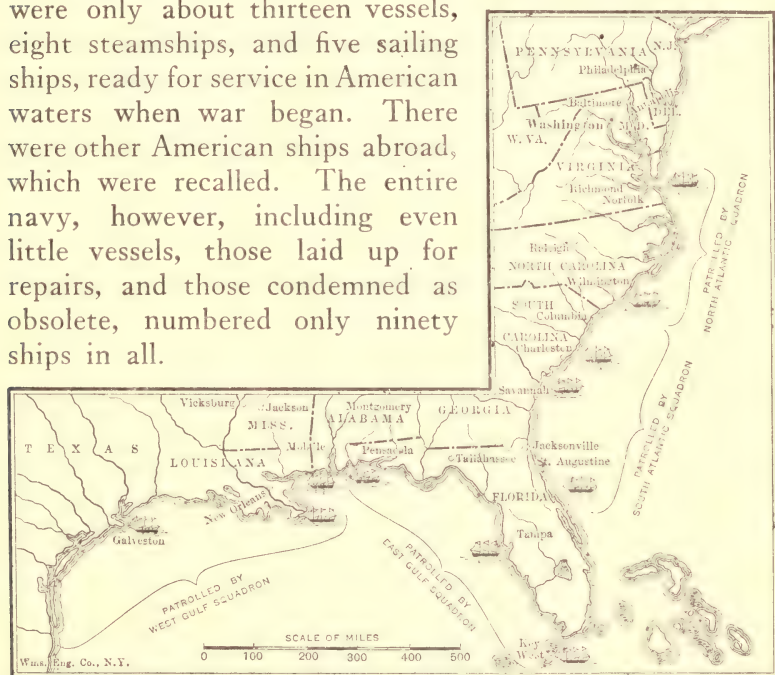 were only about thirteen vessels,
eight steamships, and five sailing
ships, ready for service in American
waters when war began. There
were other American ships abroad,
which were recalled. The entire
navy, however, including even
little vessels, those laid up for
repairs, and those condemned as
obsolete, numbered only ninety
ships in all.
PENNSYLVANIA
N.J.
Philadelphia
Baltimore
DEL.
Washington
MD.
W. VA.
VIRGINIA
Richmond
Norfolk
Raleigh
NORTH CAROLINA
Wilmington
SOUTH
Columbia
CAROLINA
Charleston
Savannah
PATROLLED BY
NORTH ATLANTIC SQUADRON
PATROLLED BY
SOUTH ATLANTIC SQUADRON
Vicksburg
Jackson
MISS.
Montgomery
ALABAMA
GEORGIA
TEXAS
LOUISIANA
Mobile
Pensacola
Tallahassee
Jacksonville
St. Augustine
New Orleans
FLORIDA
Galveston
Tampa
PATROLLED BY
WEST GULF SQUADRON
PATROLLED BY
EAST GULF SQUADRON
Key
West
SCALE OF MILES
0 100 200 300 400 500
Wms. Eng. Co., N.Y.